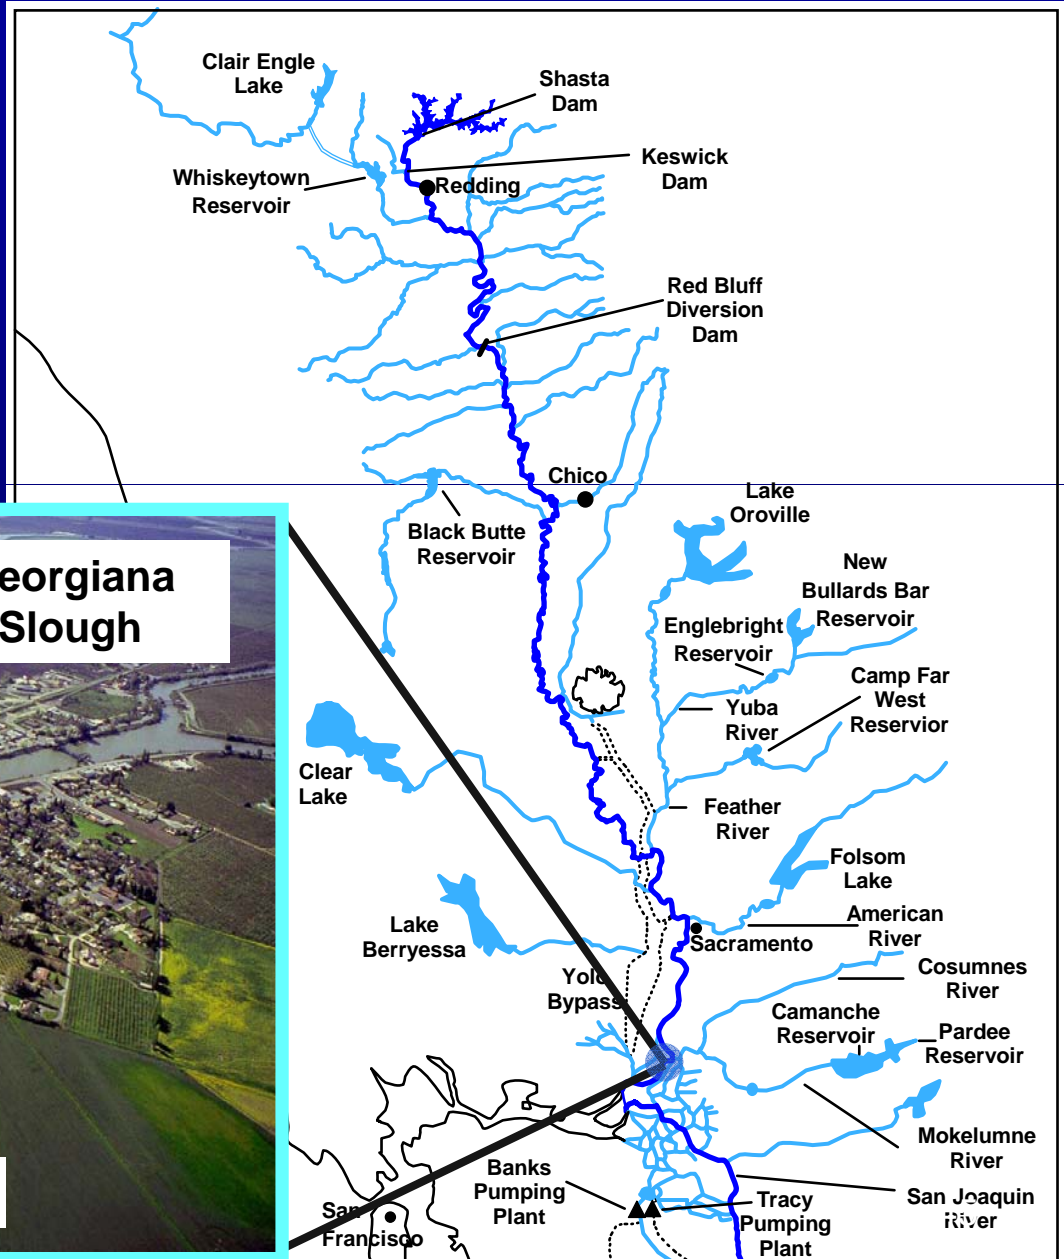 Clair Engle
Lake
Shasta
Dam
Whiskeytown
Reservoir
Redding
Keswick
Dam
Red Bluff
Diversion
Dam
Chico
Lake
Oroville
Black Butte
Reservoir
New
Bullards Bar
Reservoir
Englebright
Reservoir
Camp Far
West
Reservior
Yuba
River
eorgiana
Slough
Clear
Lake
Feather
River
Folsom
Lake
American
River
Lake
Berryessa
Sacramento
Yolo
Bypass
Cosumnes
River
Camanche
Reservoir
Pardee
Reservoir
Mokelumne
River
Banks
Pumping
Plant
Tracy
Pumping
Plant
San Joaquin
River
San
Francisco